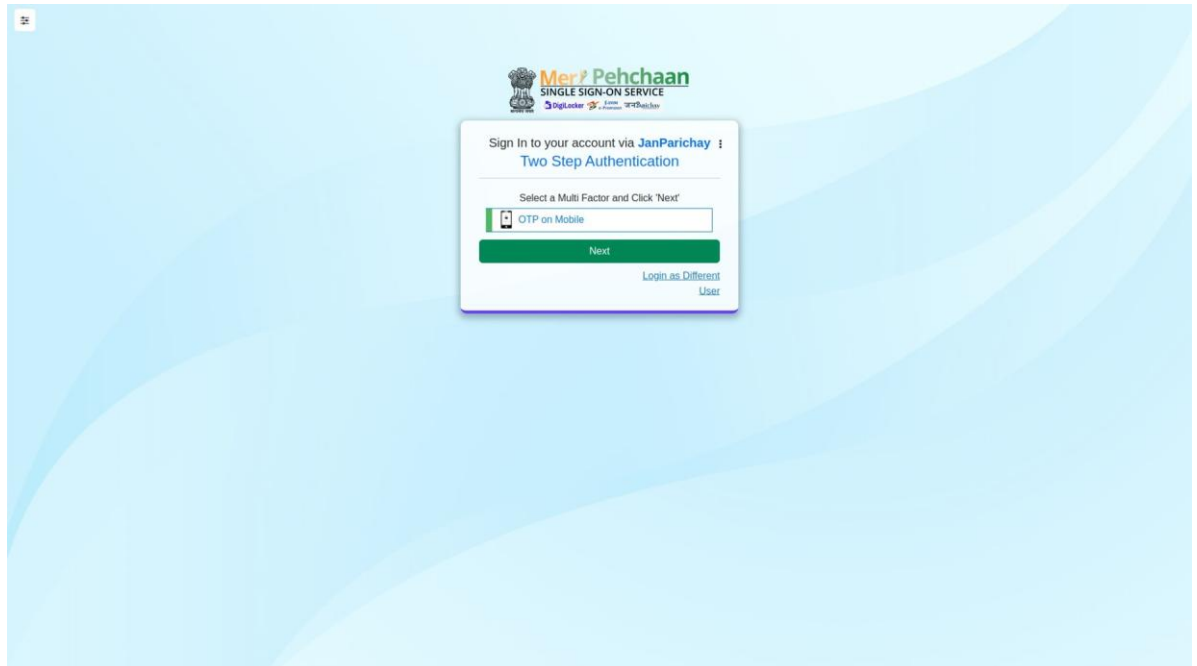 Meri Pehchaan
SINGLE SIGN-ON SERVICE
DigiLocker
Sign In to your account via JanParichay
Two Step Authentication
Select a Multi Factor and Click 'Next'
OTP on Mobile
Next
Login as Different
User